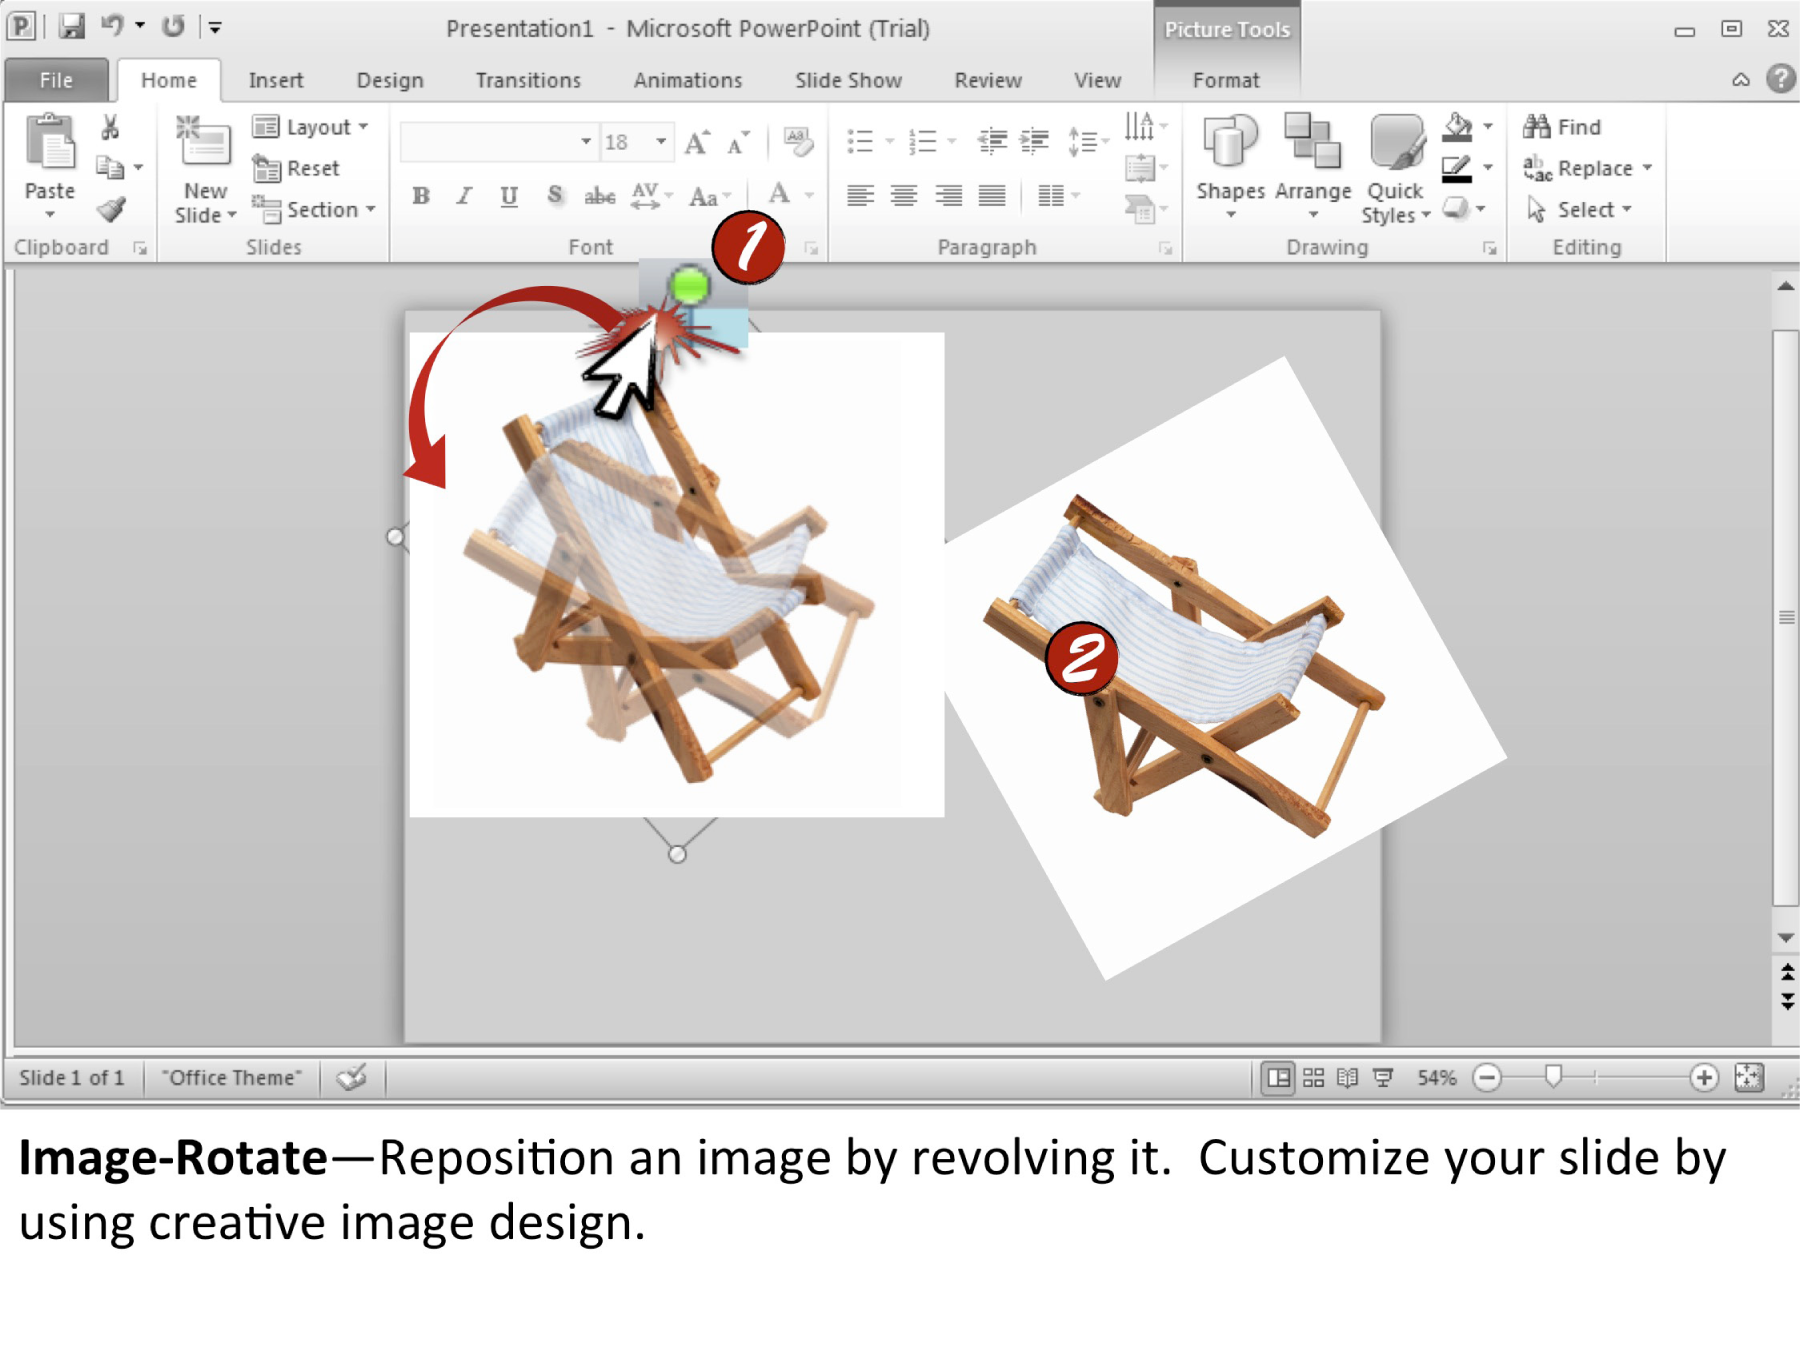 Presentation1 - Microsoft PowerPoint (Trial)
Picture Tools
File Home Insert Design Transitions Animations Slide Show Review View Format
Paste
Clipboard
New Slide
Layout
Reset
Section
Slides
18
B I U S abc AV Aa A
Font
Paragraph
Shapes Arrange Quick Styles
Drawing
Find
Replace
Select
Editing
1
2
Slide 1 of 1 "Office Theme" 54%
Image-Rotate—Reposition an image by revolving it. Customize your slide by
using creative image design.